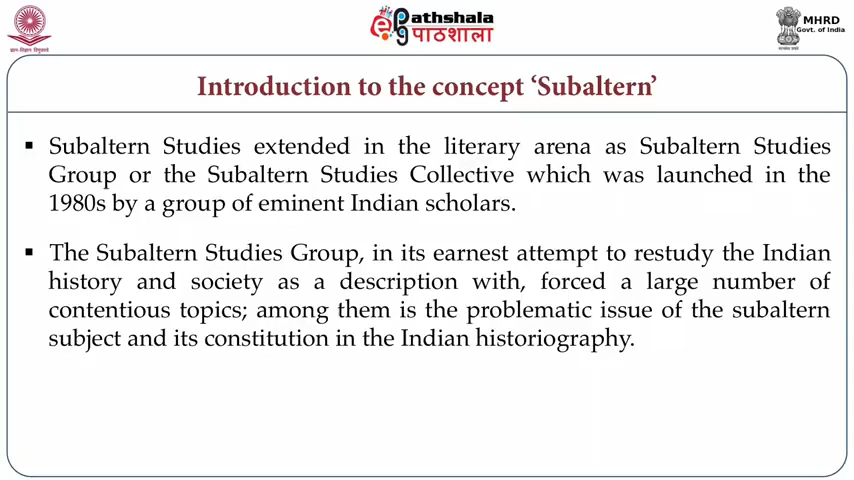 ePathshala
पाठशाला
MHRD
Govt. of India
Introduction to the concept ‘Subaltern’
▪ Subaltern Studies extended in the literary arena as Subaltern Studies
Group or the Subaltern Studies Collective which was launched in the
1980s by a group of eminent Indian scholars.
▪ The Subaltern Studies Group, in its earnest attempt to restudy the Indian
history and society as a description with, forced a large number of
contentious topics; among them is the problematic issue of the subaltern
subject and its constitution in the Indian historiography.